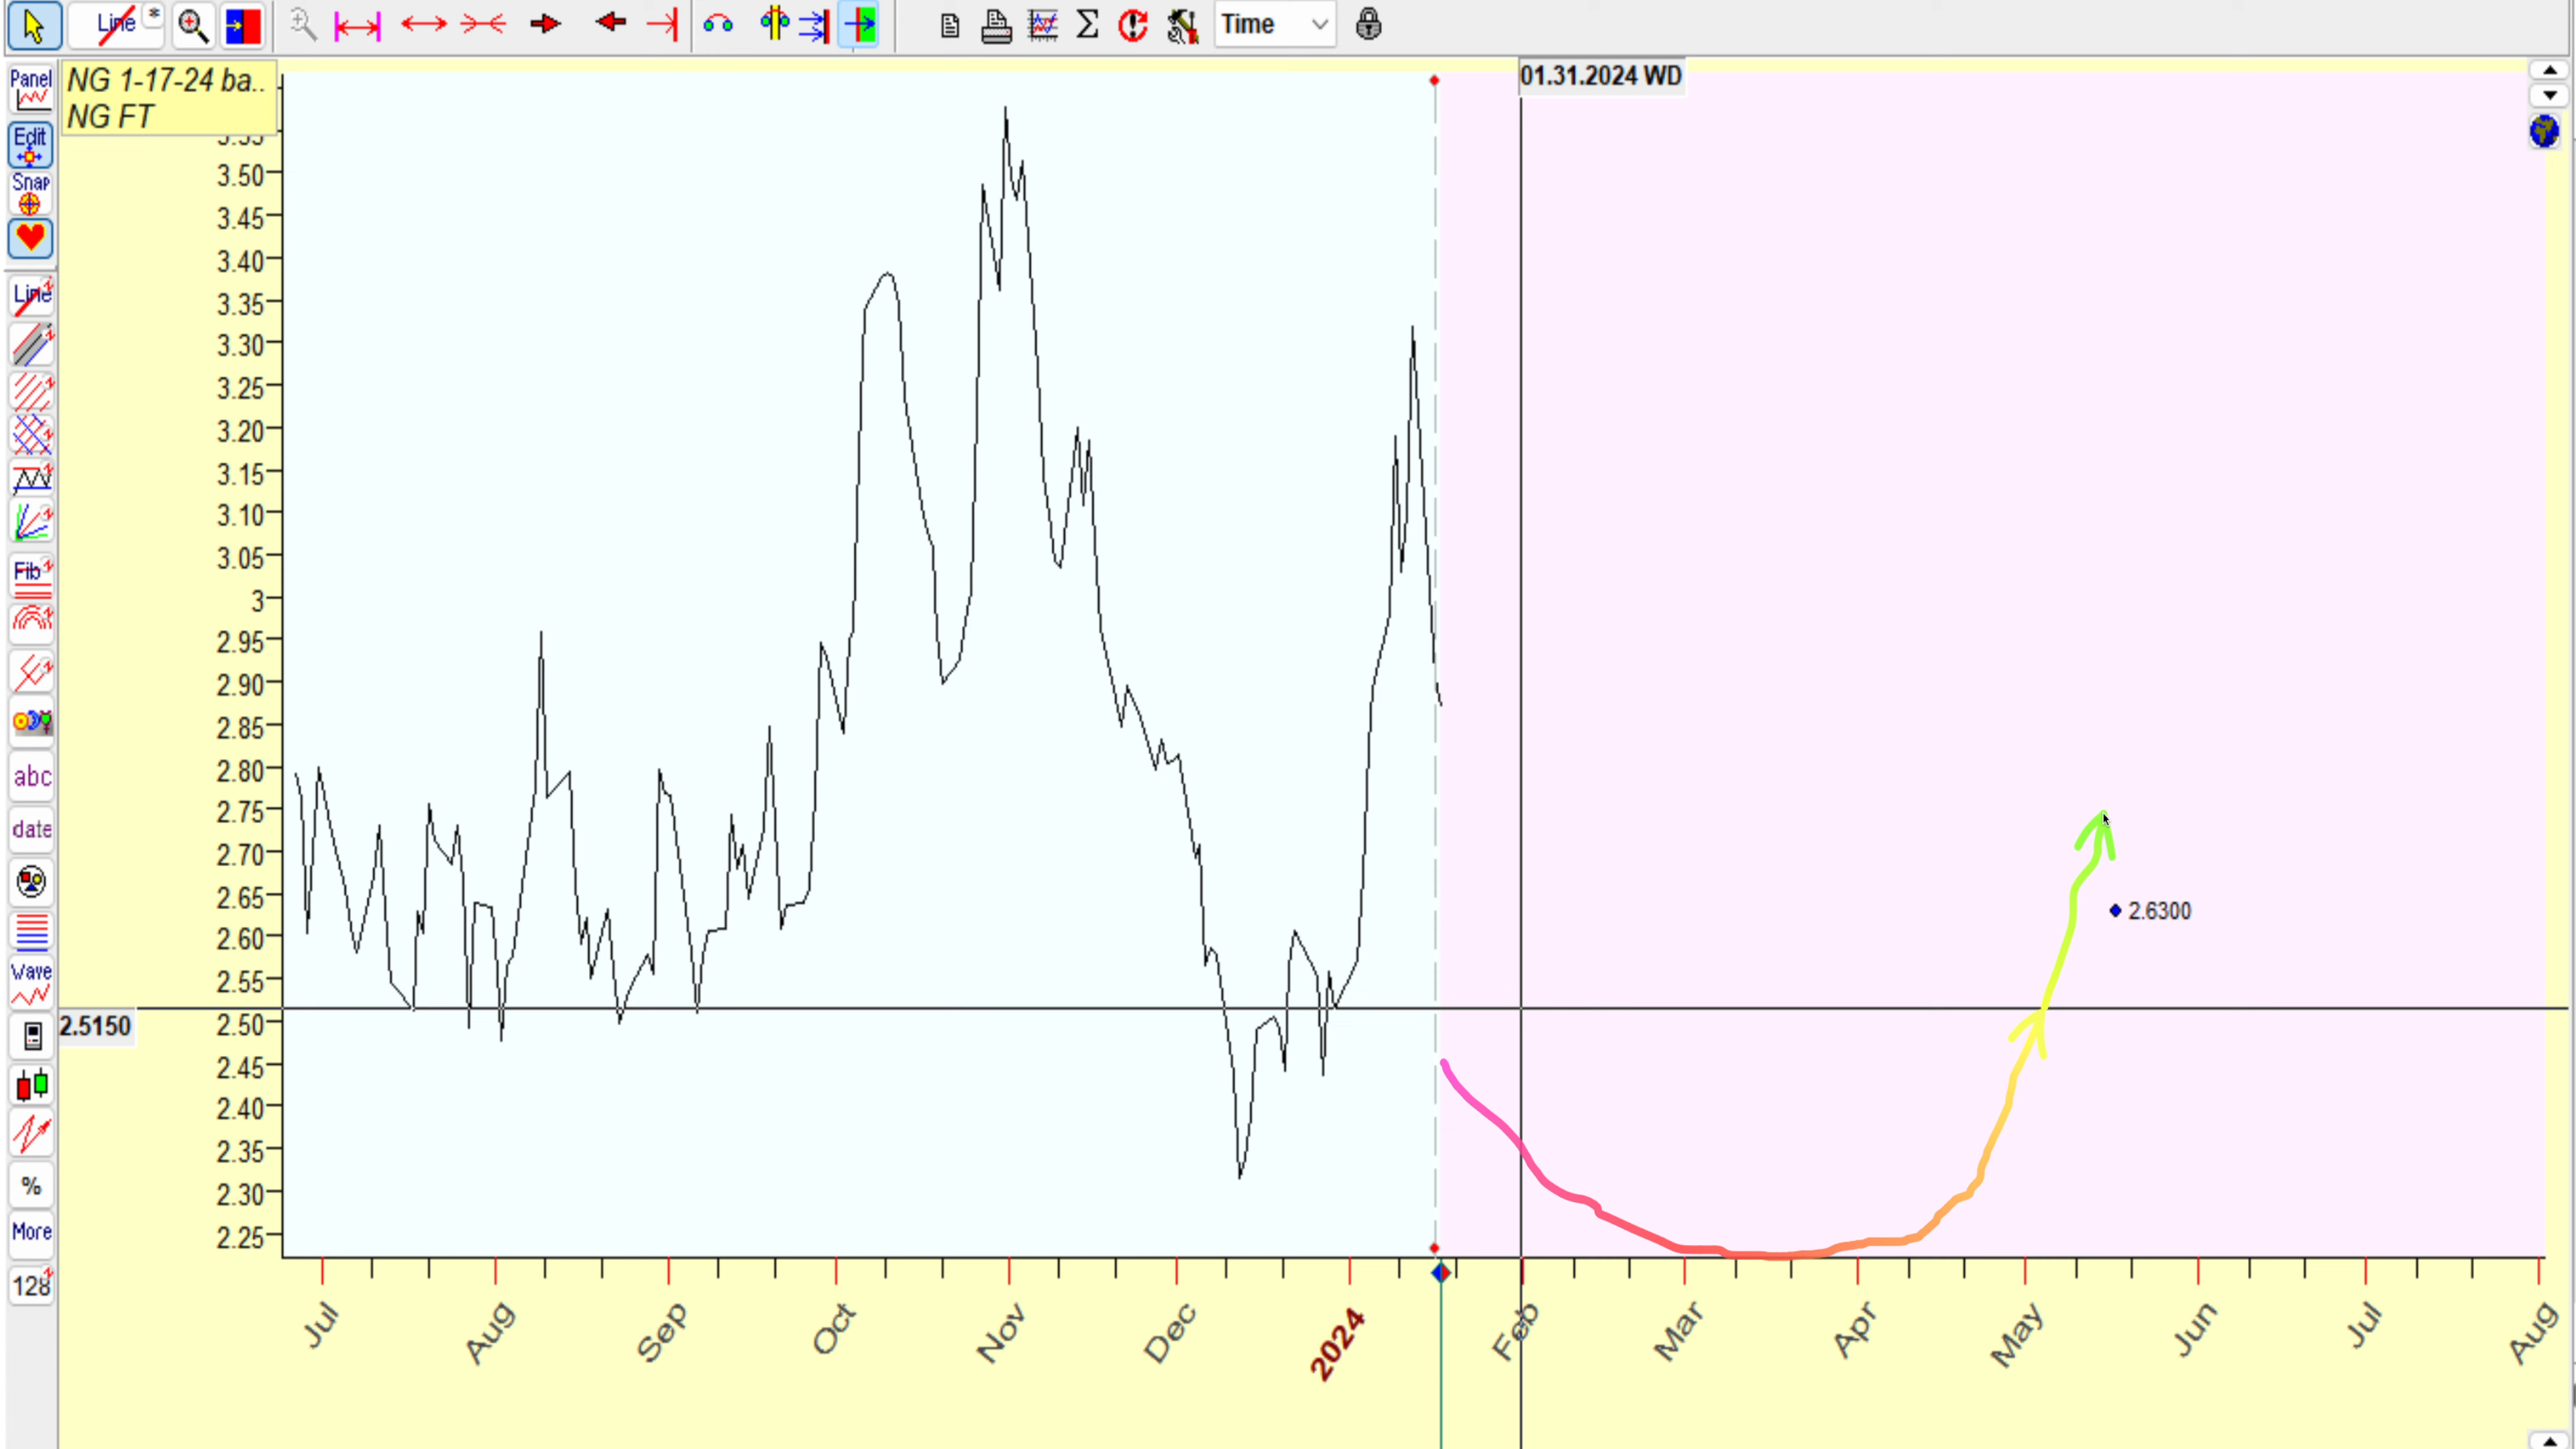 Line *
Time
Panel
NG 1-17-24 ba..
NG FT
01.31.2024 WD
Edit
Snap
3.50
3.45
3.40
3.35
3.30
3.25
3.20
3.15
3.10
3.05
3
2.95
2.90
2.85
2.80
2.75
2.70
2.65
2.60
2.55
2.50
2.45
2.40
2.35
2.30
2.25
Line
Fib
abc
date
Wave
%
More
128
2.5150
2.6300
Jul
Aug
Sep
Oct
Nov
Dec
2024
Feb
Mar
Apr
May
Jun
Jul
Aug